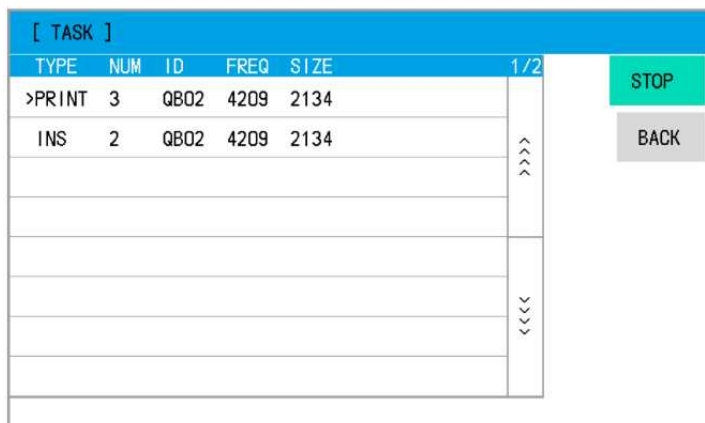 [ TASK ]
TYPE NUM ID FREQ SIZE 1/2
>PRINT 3 QB02 4209 2134
INS 2 QB02 4209 2134
STOP
BACK